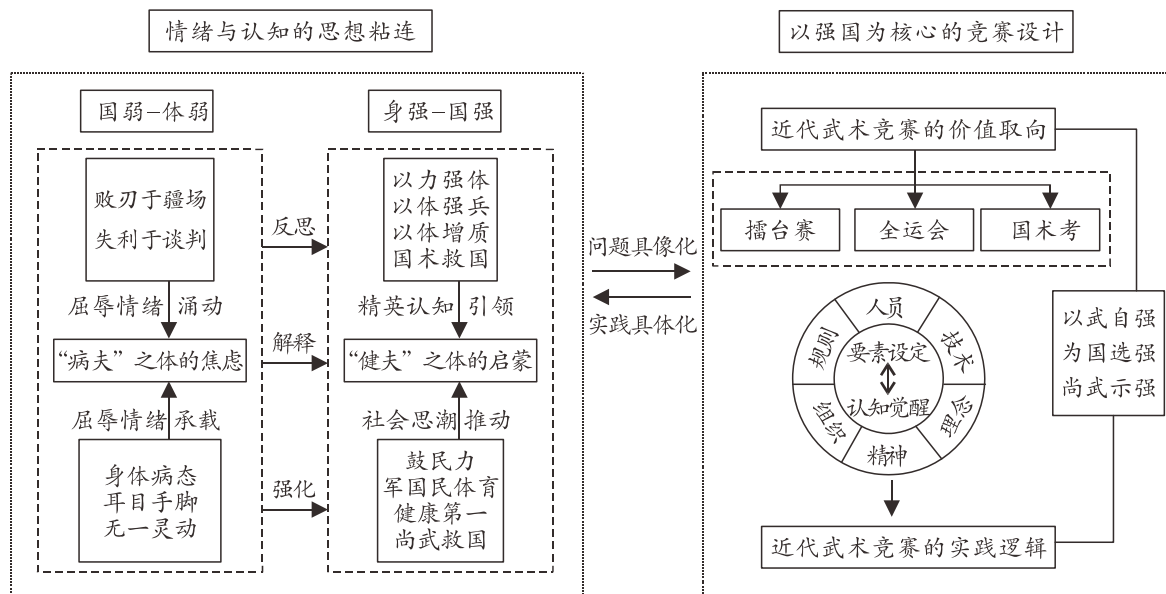 情绪与认知的思想粘连
国弱–体弱
身强–国强
败刃于疆场
失利于谈判
屈辱情绪 涌动
“病夫”之体的焦虑
屈辱情绪 承载
身体病态
耳目手脚
无一灵动
反思
解释
强化
以力强体
以体强兵
以体增质
国术救国
精英认知 引领
“健夫”之体的启蒙
社会思潮 推动
鼓民力
军国民体育
健康第一
尚武救国
问题具像化
实践具体化
以强国为核心的竞赛设计
近代武术竞赛的价值取向
擂台赛
全运会
国术考
人员
技术
理念
精神
组织
规则
要素设定
认知觉醒
以武自强
为国选强
尚武示强
近代武术竞赛的实践逻辑